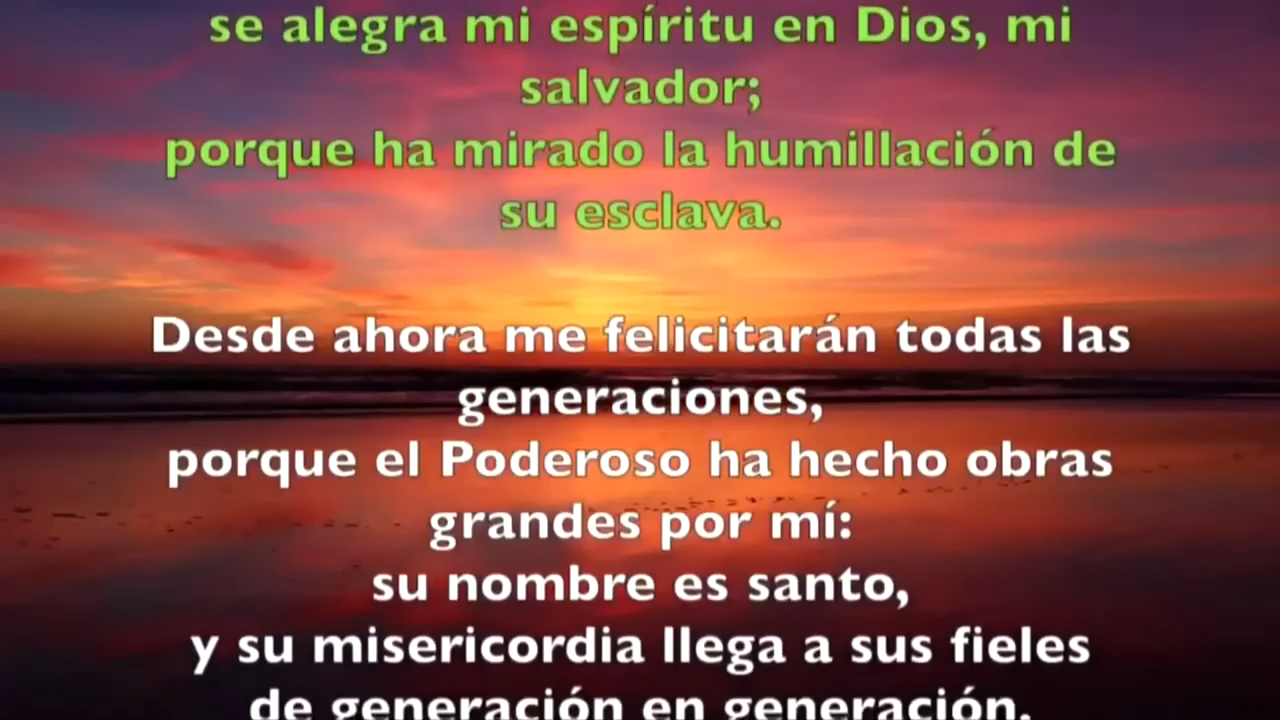 se alegra mi espíritu en Dios, mi
salvador;
porque ha mirado la humillación de
su esclava.
Desde ahora me felicitarán todas las
generaciones,
porque el Poderoso ha hecho obras
grandes por mí:
su nombre es santo,
y su misericordia llega a sus fieles
de generación en generación.